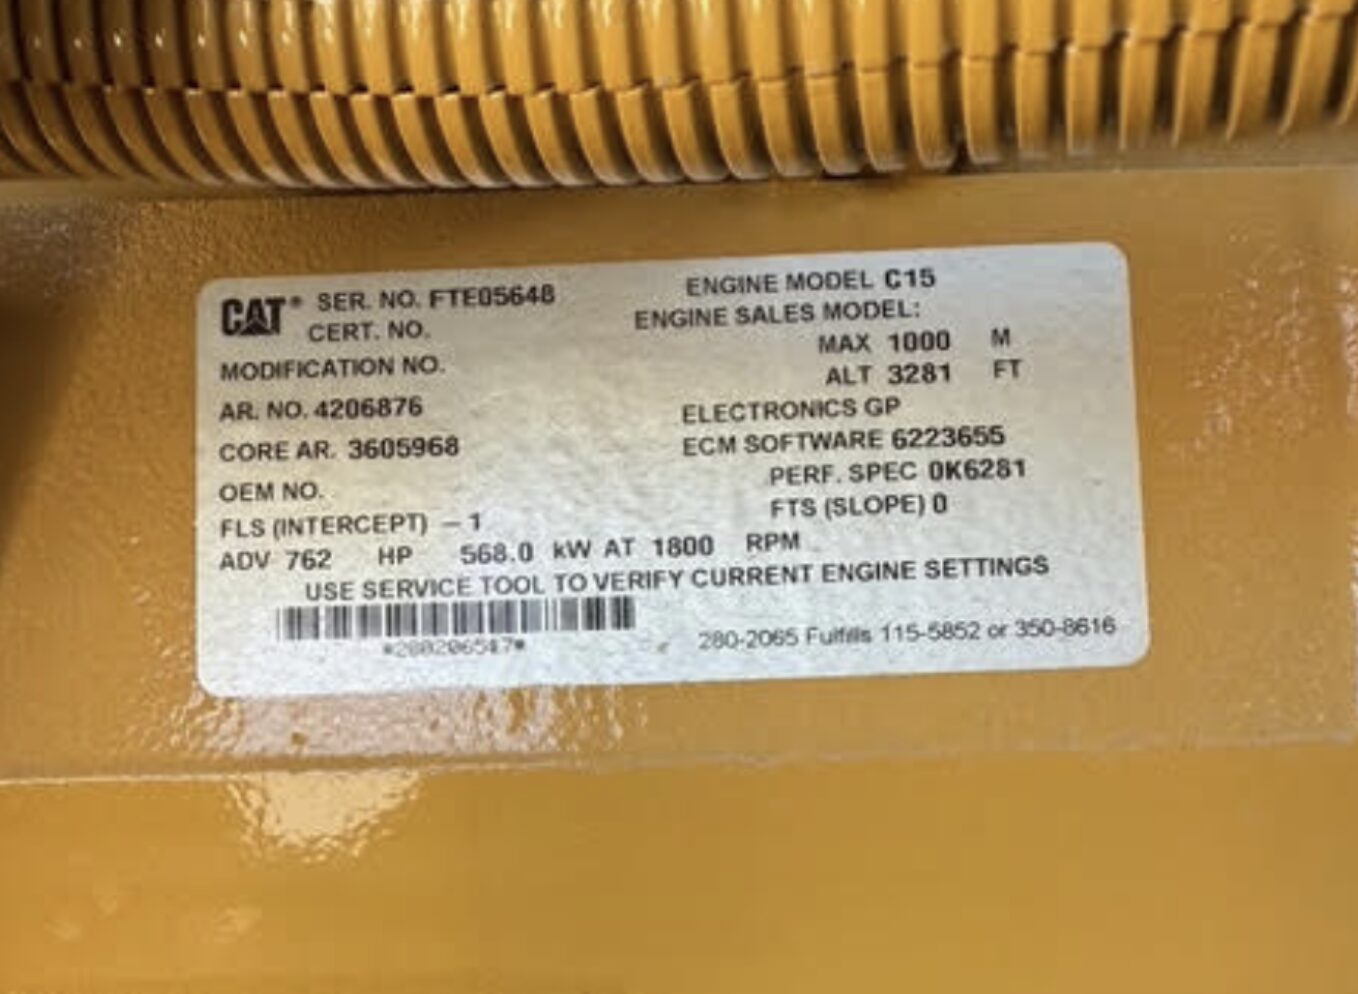 CAT® SER. NO. FTE05648 ENGINE MODEL C15
CERT. NO. ENGINE SALES MODEL:
MODIFICATION NO. MAX 1000 M
ALT 3281 FT
AR. NO. 4206876 ELECTRONICS GP
CORE AR. 3605968 ECM SOFTWARE 6223655
OEM NO. PERF. SPEC 0K6281
FLS (INTERCEPT) – 1 FTS (SLOPE) 0
ADV 762 HP 568.0 kW AT 1800 RPM
USE SERVICE TOOL TO VERIFY CURRENT ENGINE SETTINGS
280-2065 Fulfills 115-5852 or 350-8616